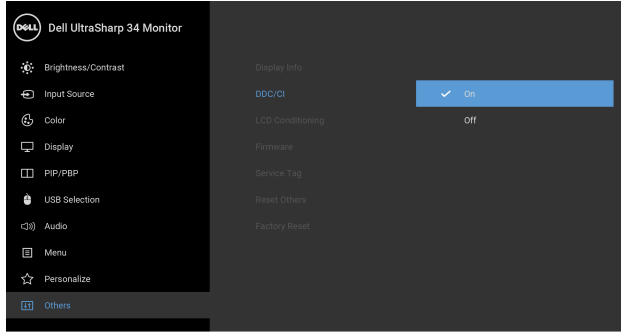 DELL Dell UltraSharp 34 Monitor
Brightness/Contrast
Display Info
Input Source
DDC/CI
On
Color
LCD Conditioning
Off
Display
Firmware
PIP/PBP
Service Tag
USB Selection
Reset Others
Audio
Factory Reset
Menu
Personalize
Others